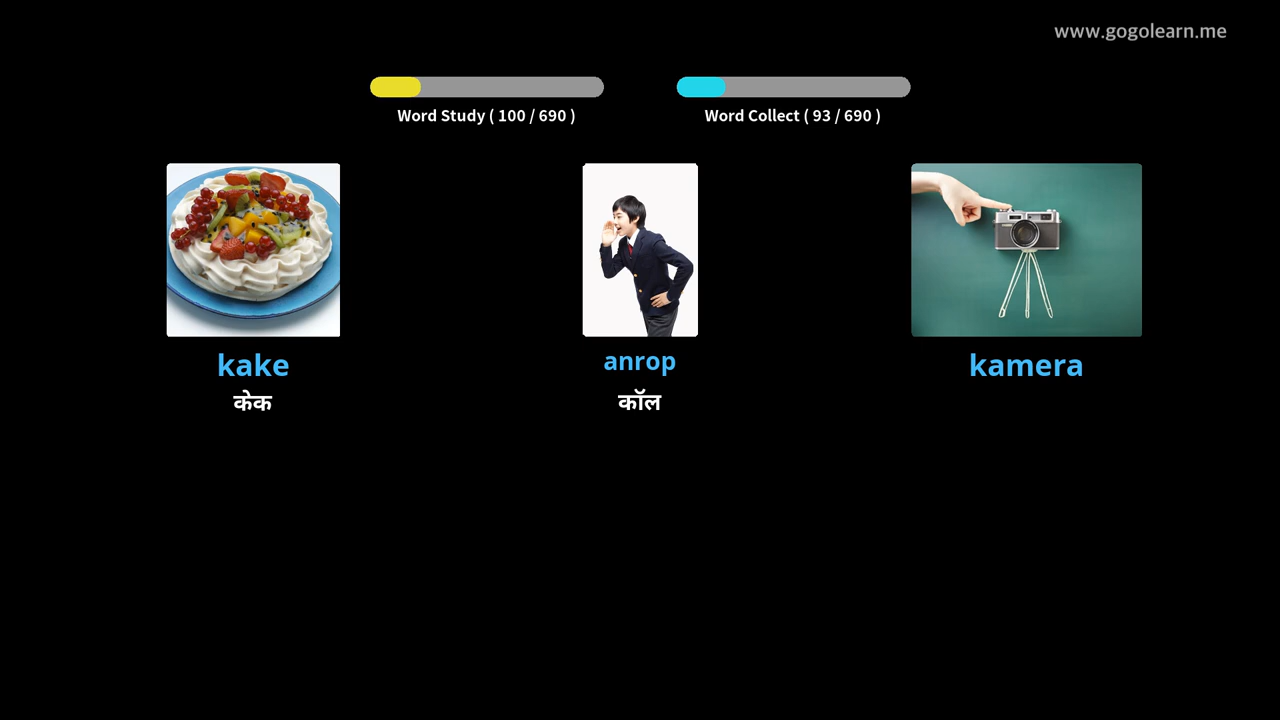 www.gogolearn.me
Word Study ( 100 / 690 )
Word Collect ( 93 / 690 )
kake
केक
anrop
कॉल
kamera